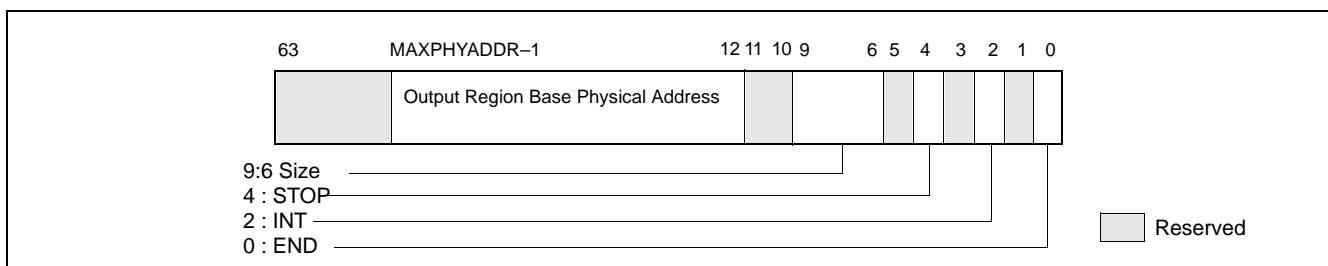 63 MAXPHYADDR–1 12 11 10 9 6 5 4 3 2 1 0
Output Region Base Physical Address
9:6 Size
4 : STOP
2 : INT
0 : END
Reserved